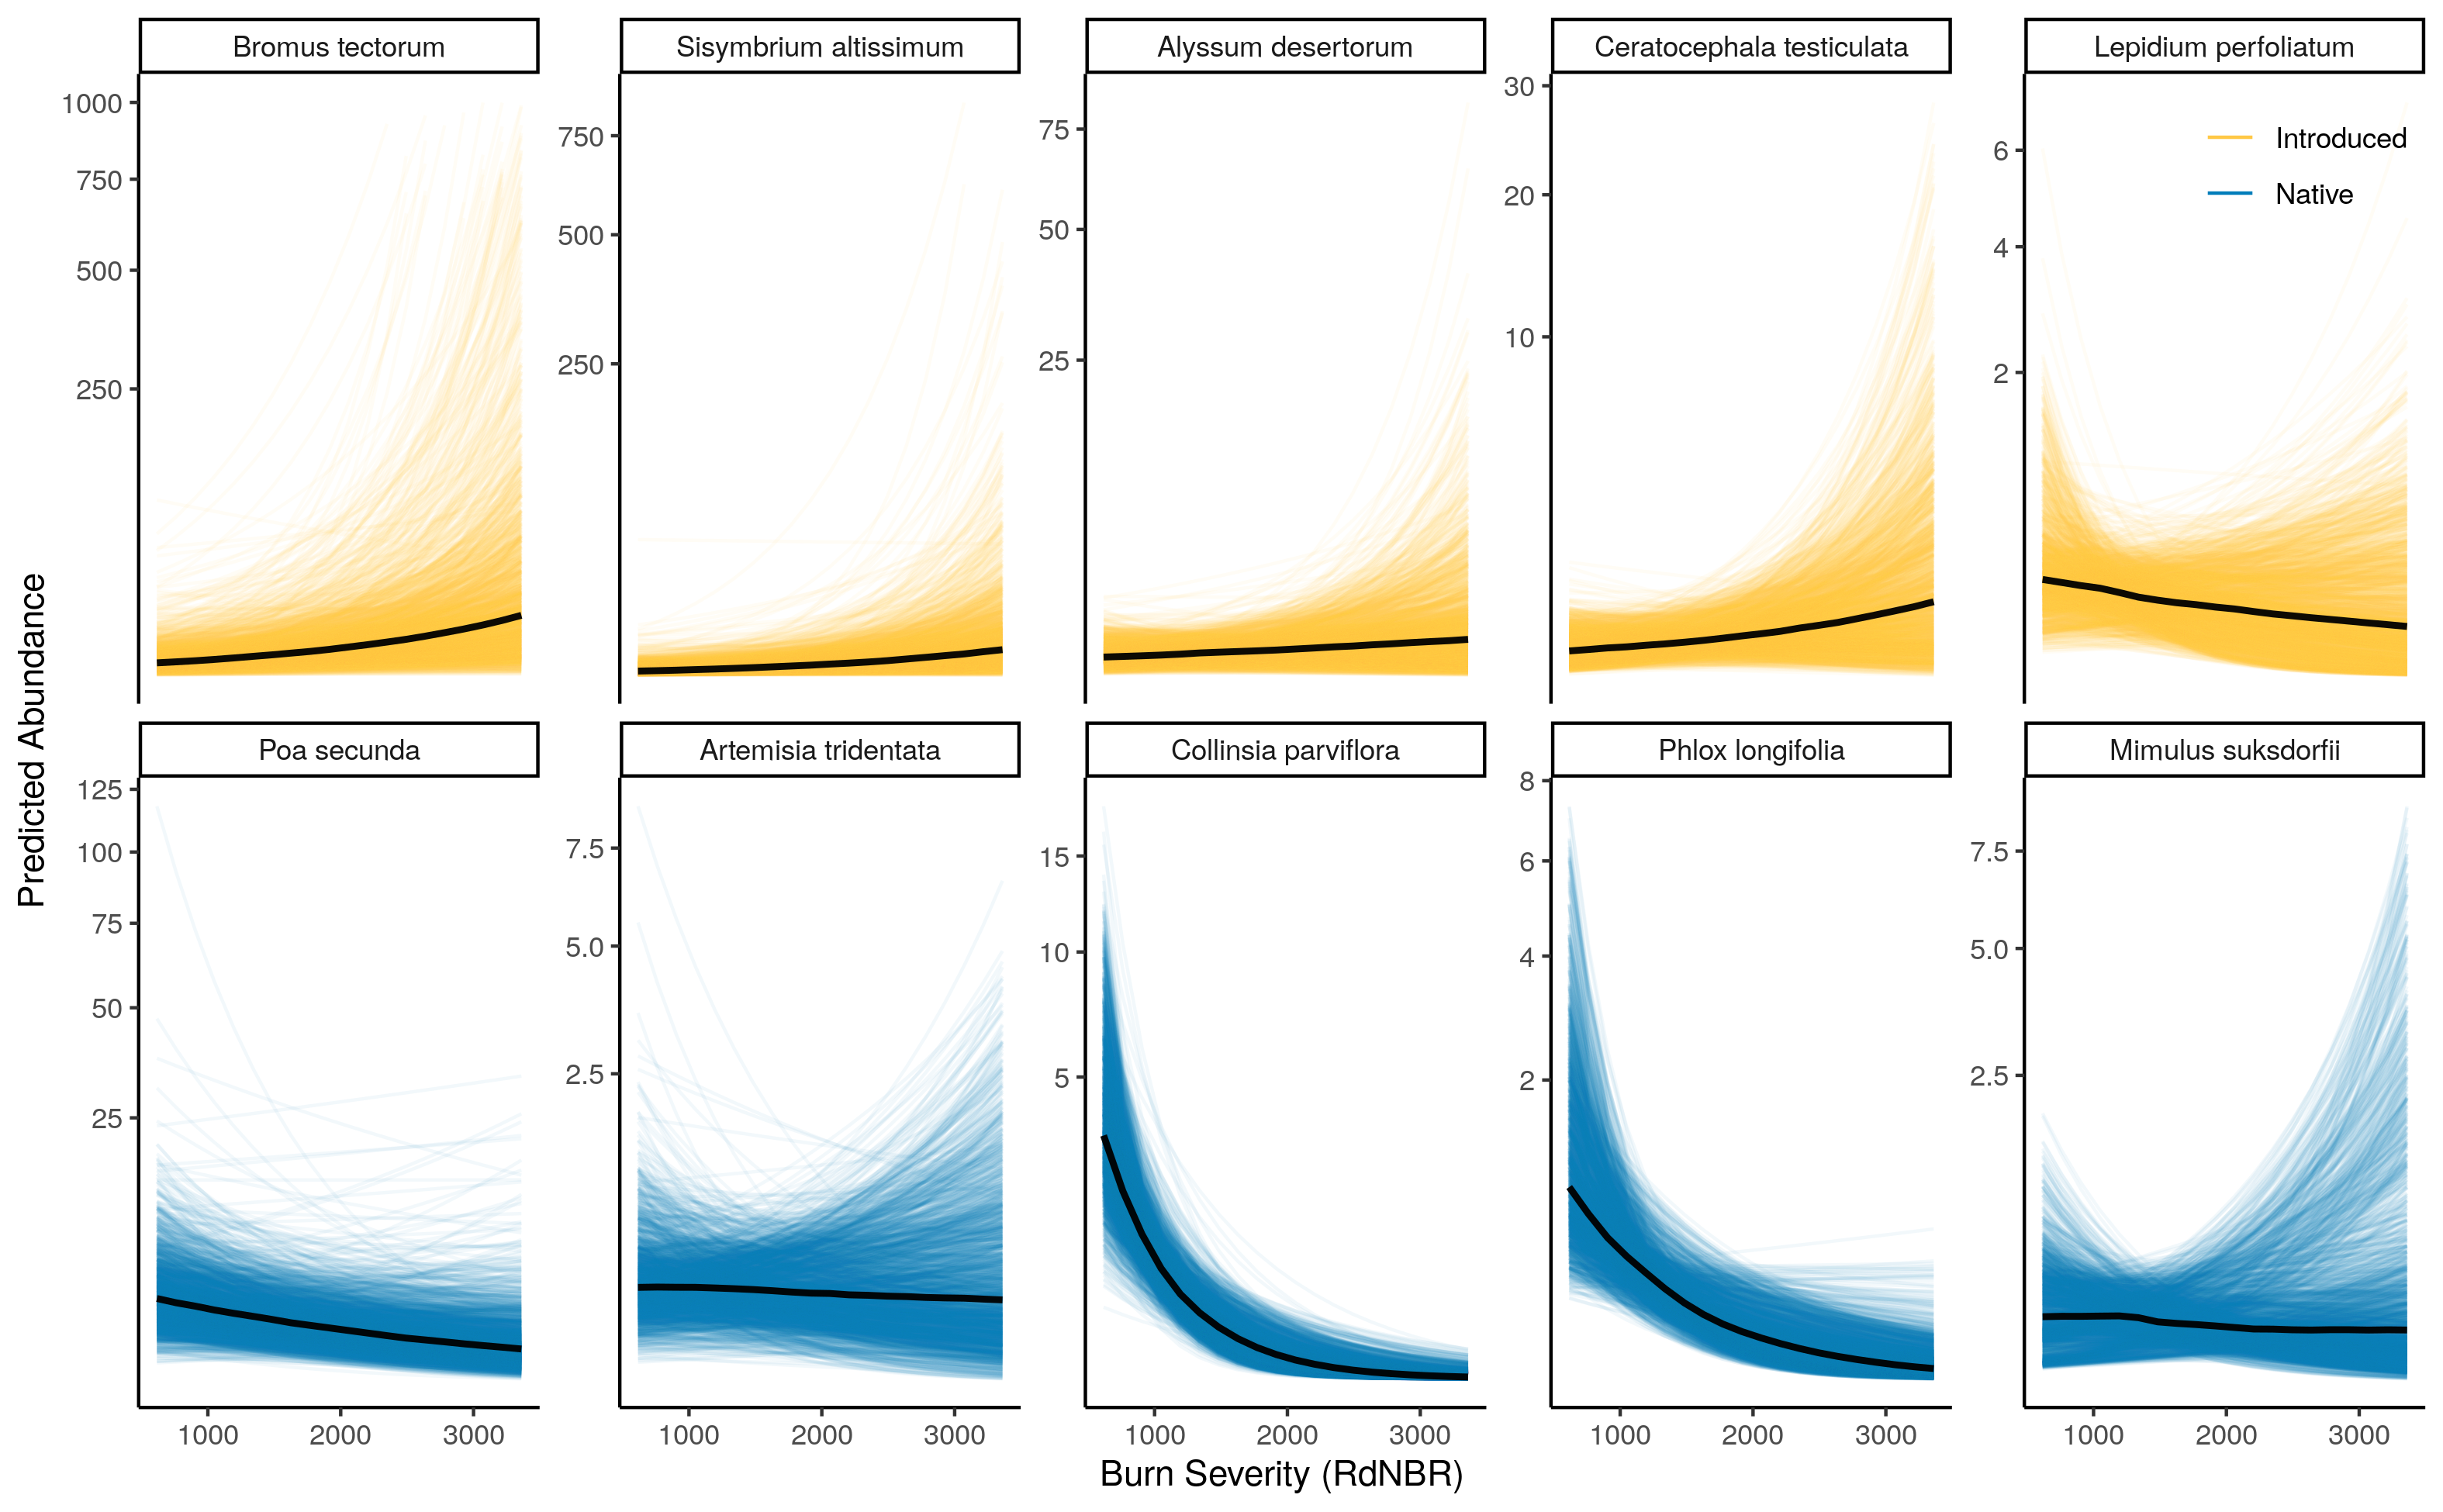 Bromus tectorum
Sisymbrium altissimum
Alyssum desertorum
Ceratocephala testiculata
Lepidium perfoliatum
1000
750
500
250
750
500
250
75
50
25
30
20
10
6
4
2
Introduced
Native
Predicted Abundance
Poa secunda
Artemisia tridentata
Collinsia parviflora
Phlox longifolia
Mimulus suksdorfii
125
100
75
50
25
7.5
5.0
2.5
15
10
5
8
6
4
2
7.5
5.0
2.5
1000 2000 3000
1000 2000 3000
1000 2000 3000
1000 2000 3000
1000 2000 3000
Burn Severity (RdNBR)